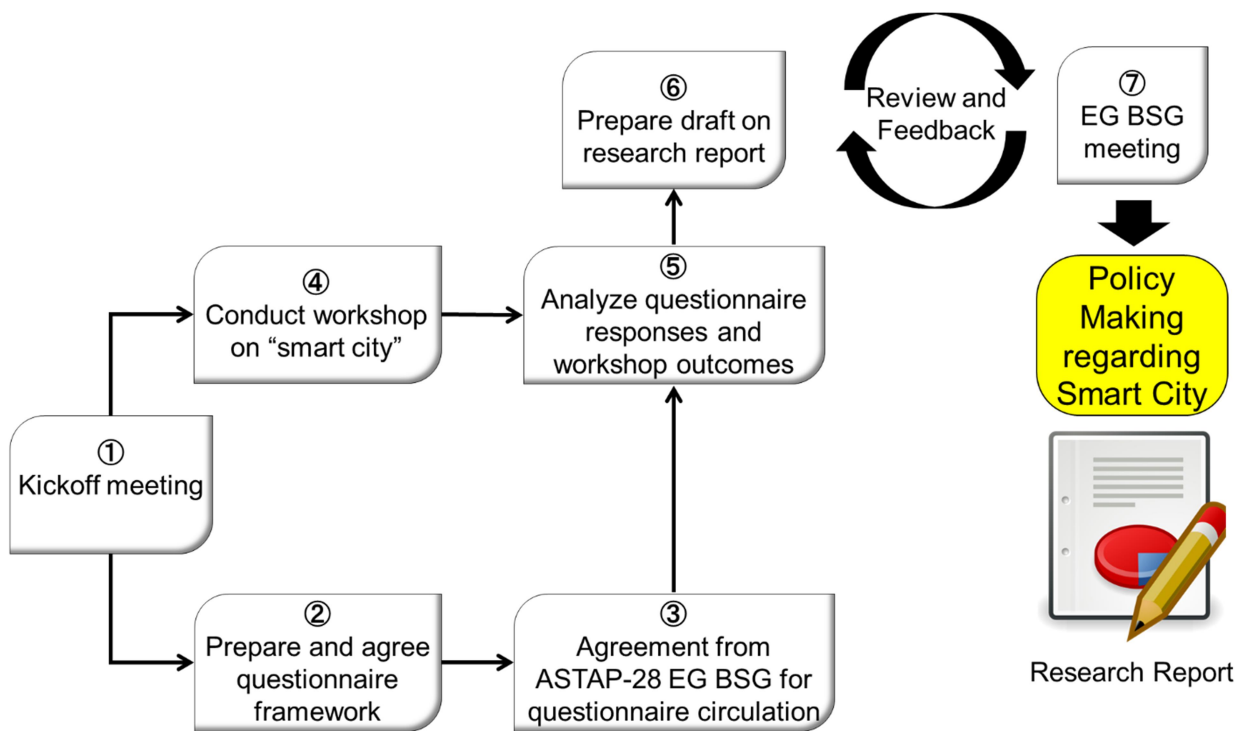 ①
Kickoff meeting
②
Prepare and agree
questionnaire
framework
③
Agreement from
ASTAP-28 EG BSG for
questionnaire circulation
④
Conduct workshop
on “smart city”
⑤
Analyze questionnaire
responses and
workshop outcomes
⑥
Prepare draft on
research report
Review and
Feedback
⑦
EG BSG
meeting
Policy
Making
regarding
Smart City
Research Report